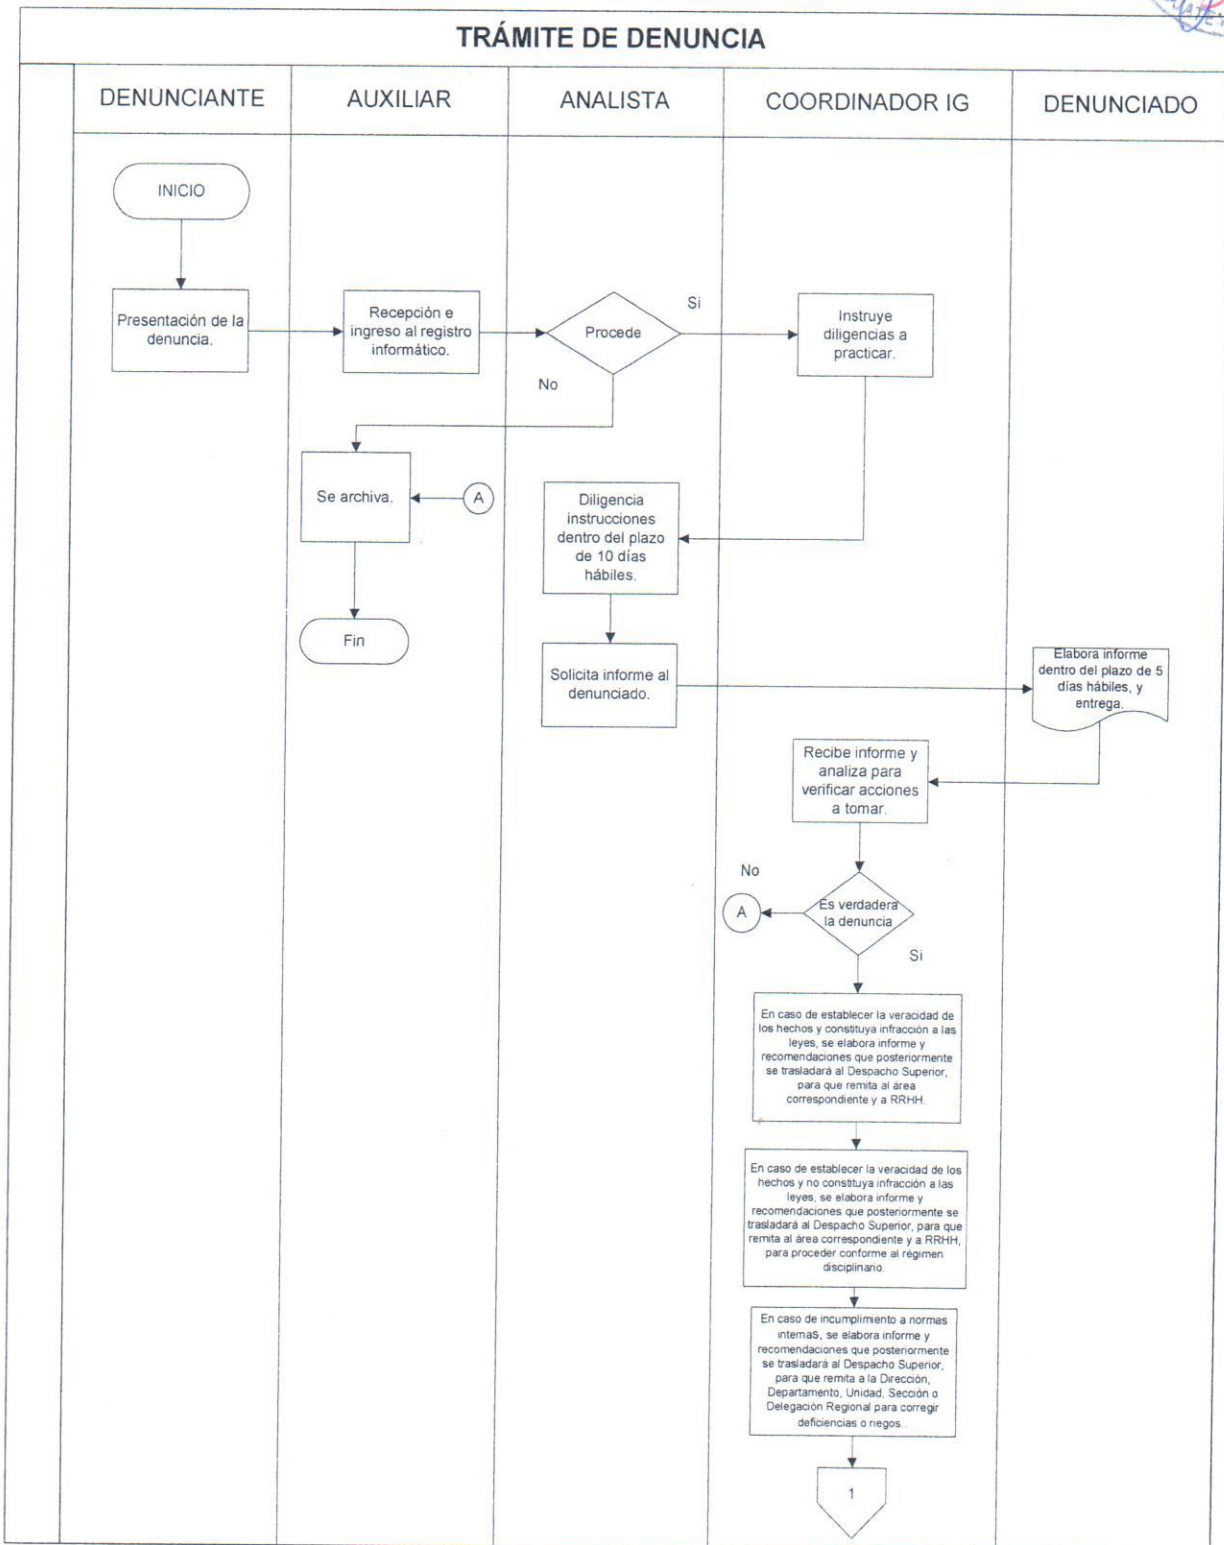 TRÁMITE DE DENUNCIA
DENUNCIANTE
AUXILIAR
ANALISTA
COORDINADOR IG
DENUNCIADO
INICIO
Presentación de la
denuncia.
Recepción e
ingreso al registro
informático.
Procede
Si
No
Instruye
diligencias a
practicar.
Se archiva.
A
Fin
Diligencia
instrucciones
dentro del plazo
de 10 días
hábiles.
Solicita informe al
denunciado.
Elabora informe
dentro del plazo de 5
días hábiles, y
entrega.
Recibe informe y
analiza para
verificar acciones
a tomar.
No
A
Es verdadera
la denuncia
Si
En caso de establecer la veracidad de
los hechos y constituya infracción a las
leyes, se elabora informe y
recomendaciones que posteriormente
se trasladará al Despacho Superior,
para que remita al área
correspondiente y a RRHH.
En caso de establecer la veracidad de los
hechos y no constituya infracción a las
leyes, se elabora informe y
recomendaciones que posteriormente se
trasladará al Despacho Superior, para que
remita al área correspondiente y a RRHH,
para proceder conforme al régimen
disciplinario.
En caso de incumplimiento a normas
internaS, se elabora informe y
recomendaciones que posteriormente
se trasladará al Despacho Superior,
para que remita a la Dirección,
Departamento, Unidad, Sección o
Delegación Regional para corregir
deficiencias o riegos.
1